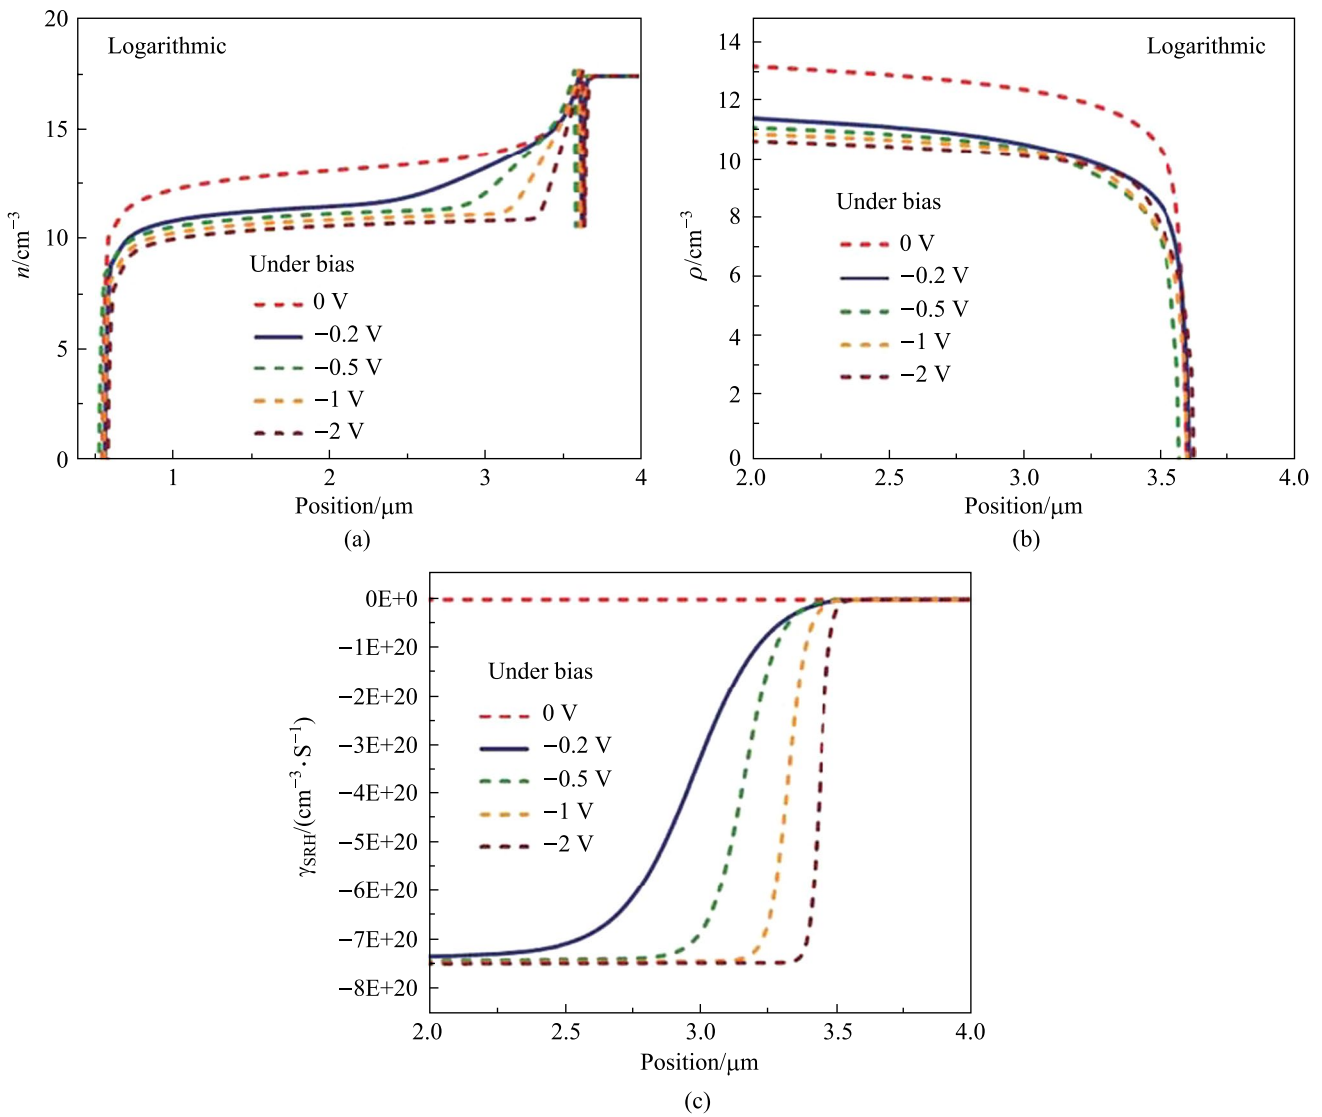 20
15
10
5
0
n/cm⁻³
Logarithmic
Under bias
0 V
−0.2 V
−0.5 V
−1 V
−2 V
1
2
3
4
Position/μm
(a)
14
12
10
8
6
4
2
0
ρ/cm⁻³
Logarithmic
Under bias
0 V
−0.2 V
−0.5 V
−1 V
−2 V
2.0
2.5
3.0
3.5
4.0
Position/μm
(b)
0E+0
−1E+20
−2E+20
−3E+20
−4E+20
−5E+20
−6E+20
−7E+20
−8E+20
γSRH/(cm⁻³·S⁻¹)
Under bias
0 V
−0.2 V
−0.5 V
−1 V
−2 V
2.0
2.5
3.0
3.5
4.0
Position/μm
(c)